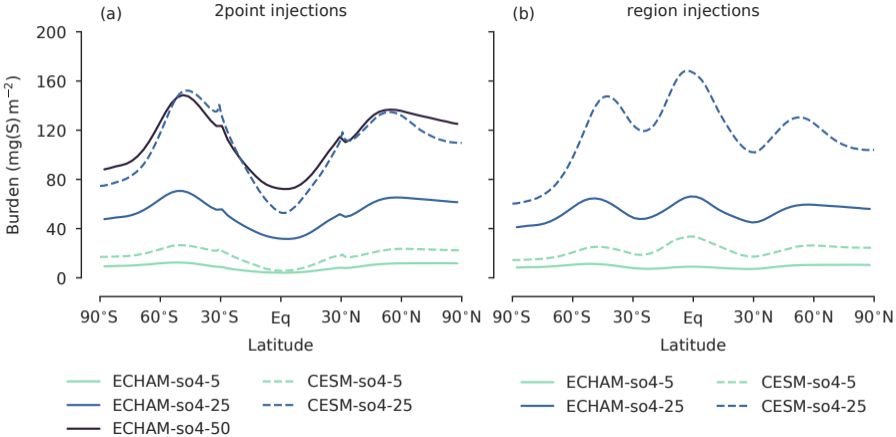 (a) 2point injections
(b) region injections
Burden (mg(S) m⁻²)
200
160
120
80
40
0
90°S 60°S 30°S Eq 30°N 60°N 90°N
90°S 60°S 30°S Eq 30°N 60°N 90°N
Latitude
Latitude
ECHAM-so4-5 CESM-so4-5
ECHAM-so4-25 CESM-so4-25
ECHAM-so4-50
ECHAM-so4-5 CESM-so4-5
ECHAM-so4-25 CESM-so4-25